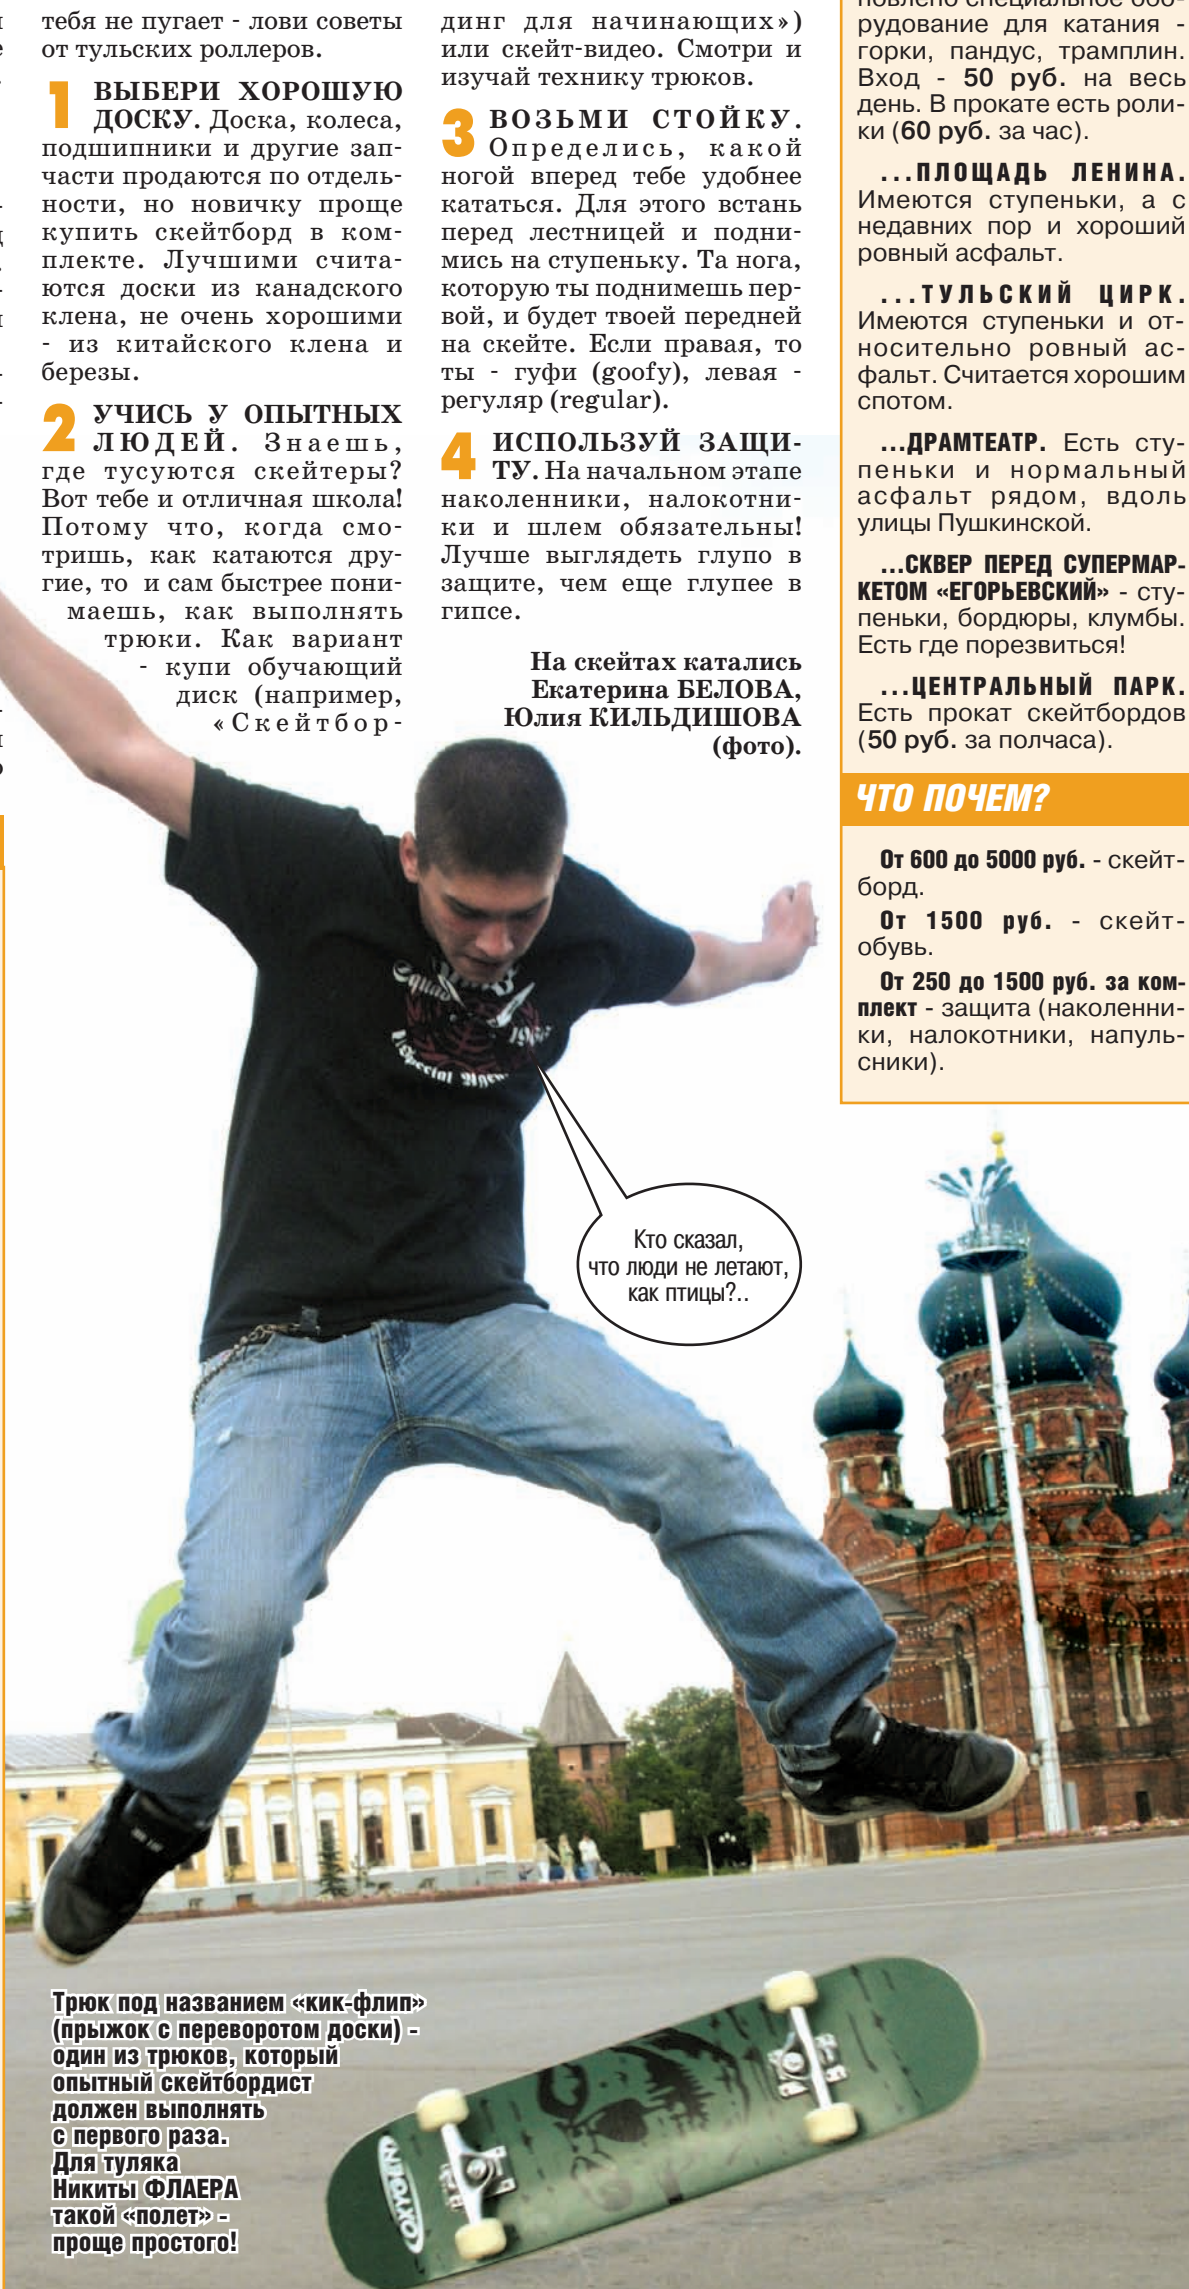 тебя не пугает - лови советы
от тульских роллеров.
1 ВЫБЕРИ ХОРОШУЮ
ДОСКУ. Доска, колеса,
подшипники и другие зап-
части продаются по отдель-
ности, но новичку проще
купить скейтборд в ком-
плекте. Лучшими счита-
ются доски из канадского
клена, не очень хорошими
- из китайского клена и
березы.
2 УЧИСЬ У ОПЫТНЫХ
ЛЮДЕЙ. Знаешь,
где тусуются скейтеры?
Вот тебе и отличная школа!
Потому что, когда смо-
тришь, как катаются дру-
гие, то и сам быстрее пони-
маешь, как выполнять
трюки. Как вариант
- купи обучающий
диск (например,
«Скейтбор-
динг для начинающих»)
или скейт-видео. Смотри и
изучай технику трюков.
3 ВОЗЬМИ СТОЙКУ.
Определись, какой
ногой вперед тебе удобнее
кататься. Для этого встань
перед лестницей и подни-
мись на ступеньку. Та нога,
которую ты поднимешь пер-
вой, и будет твоей передней
на скейте. Если правая, то
ты - гуфи (goofy), левая -
регуляр (regular).
4 ИСПОЛЬЗУЙ ЗАЩИ-
ТУ. На начальном этапе
наколенники, налокотни-
ки и шлем обязательны!
Лучше выглядеть глупо в
защите, чем еще глупее в
гипсе.
На скейтах катались
Екатерина БЕЛОВА,
Юлия КИЛЬДИШОВА
(фото).
рудование для катания -
горки, пандус, трамплин.
Вход - 50 руб. на весь
день. В прокате есть роли-
ки (60 руб. за час).
...ПЛОЩАДЬ ЛЕНИНА.
Имеются ступеньки, а с
недавних пор и хороший
ровный асфальт.
...ТУЛЬСКИЙ ЦИРК.
Имеются ступеньки и от-
носительно ровный ас-
фальт. Считается хорошим
спотом.
...ДРАМТЕАТР. Есть сту-
пеньки и нормальный
асфальт рядом, вдоль
улицы Пушкинской.
...СКВЕР ПЕРЕД СУПЕРМАР-
КЕТОМ «ЕГОРЬЕВСКИЙ» - сту-
пеньки, бордюры, клумбы.
Есть где порезвиться!
...ЦЕНТРАЛЬНЫЙ ПАРК.
Есть прокат скейтбордов
(50 руб. за полчаса).
ЧТО ПОЧЕМ?
От 600 до 5000 руб. - скейт-
борд.
От 1500 руб. - скейт-
обувь.
От 250 до 1500 руб. за ком-
плект - защита (наколенни-
ки, налокотники, напуль-
сники).
Кто сказал,
что люди не летают,
как птицы?..
Трюк под названием «кик-флип»
(прыжок с переворотом доски) -
один из трюков, который
опытный скейтбордист
должен выполнять
с первого раза.
Для туляка
Никиты ФЛАЕРА
такой «полет» -
проще простого!